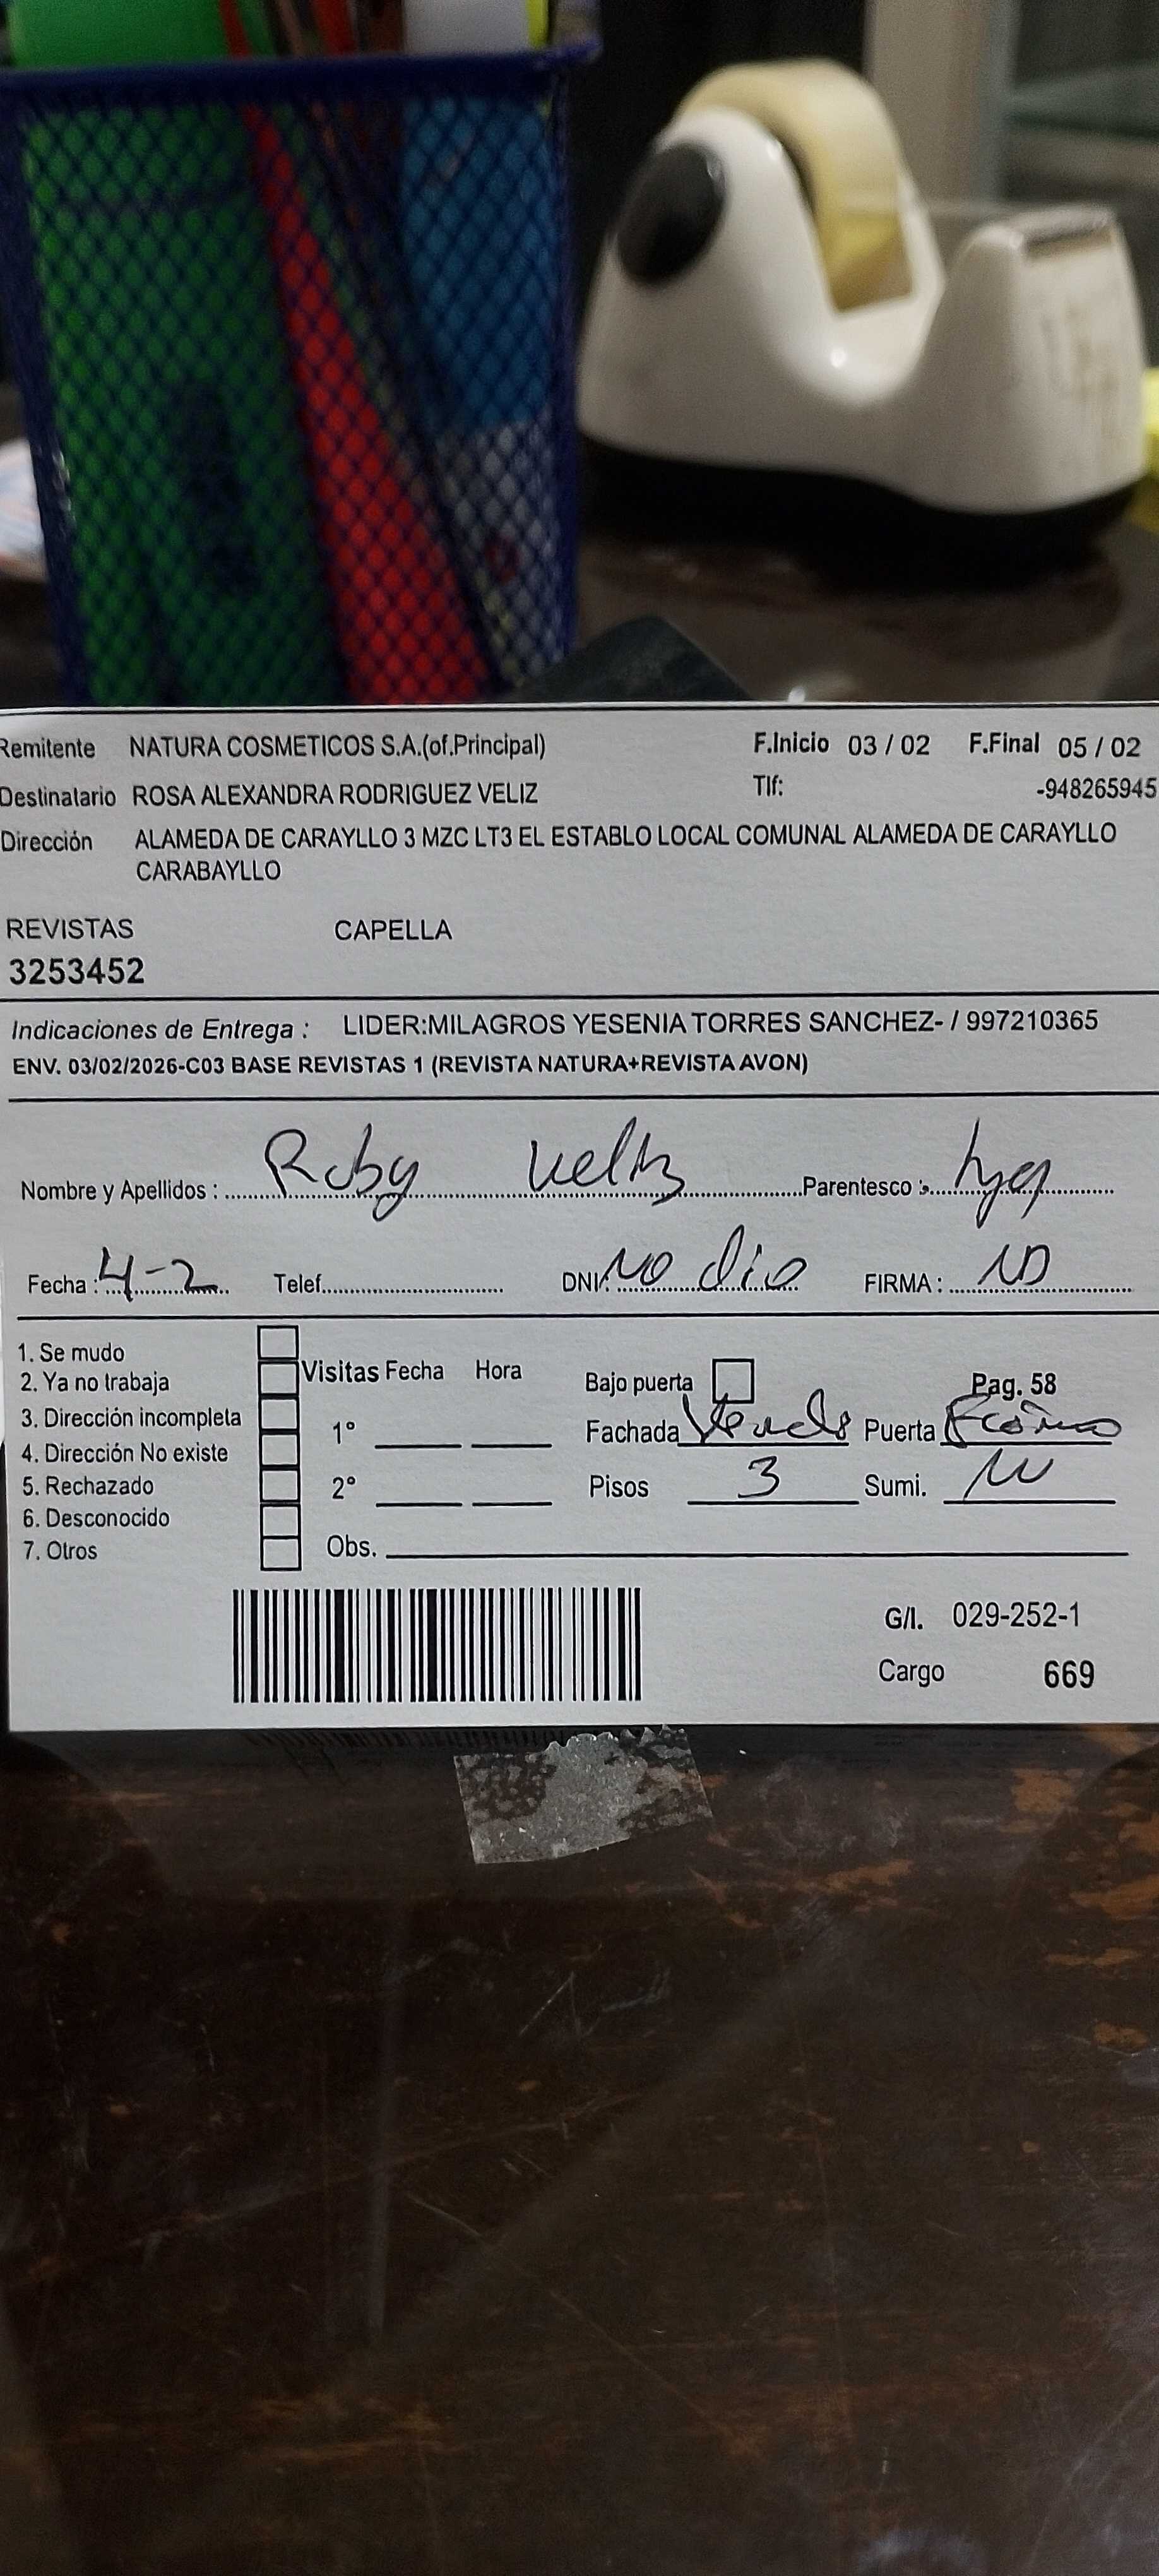 Remitente NATURA COSMETICOS S.A.(of.Principal) F.Inicio 03 / 02 F.Final 05 / 02
Destinatario ROSA ALEXANDRA RODRIGUEZ VELIZ Tlf: -948265945
Dirección ALAMEDA DE CARAYLLO 3 MZC LT3 EL ESTABLO LOCAL COMUNAL ALAMEDA DE CARAYLLO
CARABAYLLO
REVISTAS CAPELLA
3253452
Indicaciones de Entrega : LIDER:MILAGROS YESENIA TORRES SANCHEZ- / 997210365
ENV. 03/02/2026-C03 BASE REVISTAS 1 (REVISTA NATURA+REVISTA AVON)
Nombre y Apellidos : Ruby Veliz Parentesco :
Fecha : 4-2 Telef. DNI: NO dio FIRMA : ND
1. Se mudo
2. Ya no trabaja
3. Dirección incompleta
4. Dirección No existe
5. Rechazado
6. Desconocido
7. Otros
Visitas Fecha Hora
1°
2°
Obs.
Bajo puerta Pag. 58
Fachada Puerta
Pisos 3 Sumi.
G/I. 029-252-1
Cargo 669